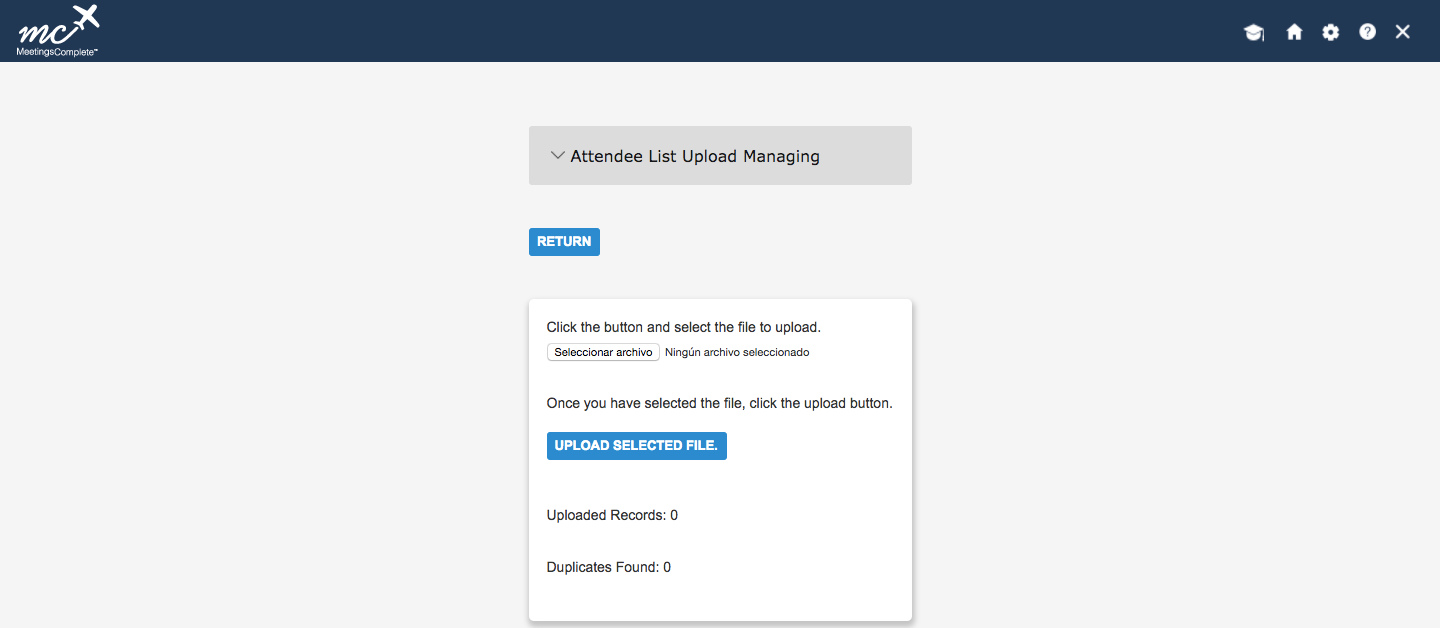 mc
MeetingsComplete™
Attendee List Upload Managing
RETURN
Click the button and select the file to upload.
Seleccionar archivo Ningún archivo seleccionado
Once you have selected the file, click the upload button.
UPLOAD SELECTED FILE.
Uploaded Records: 0
Duplicates Found: 0